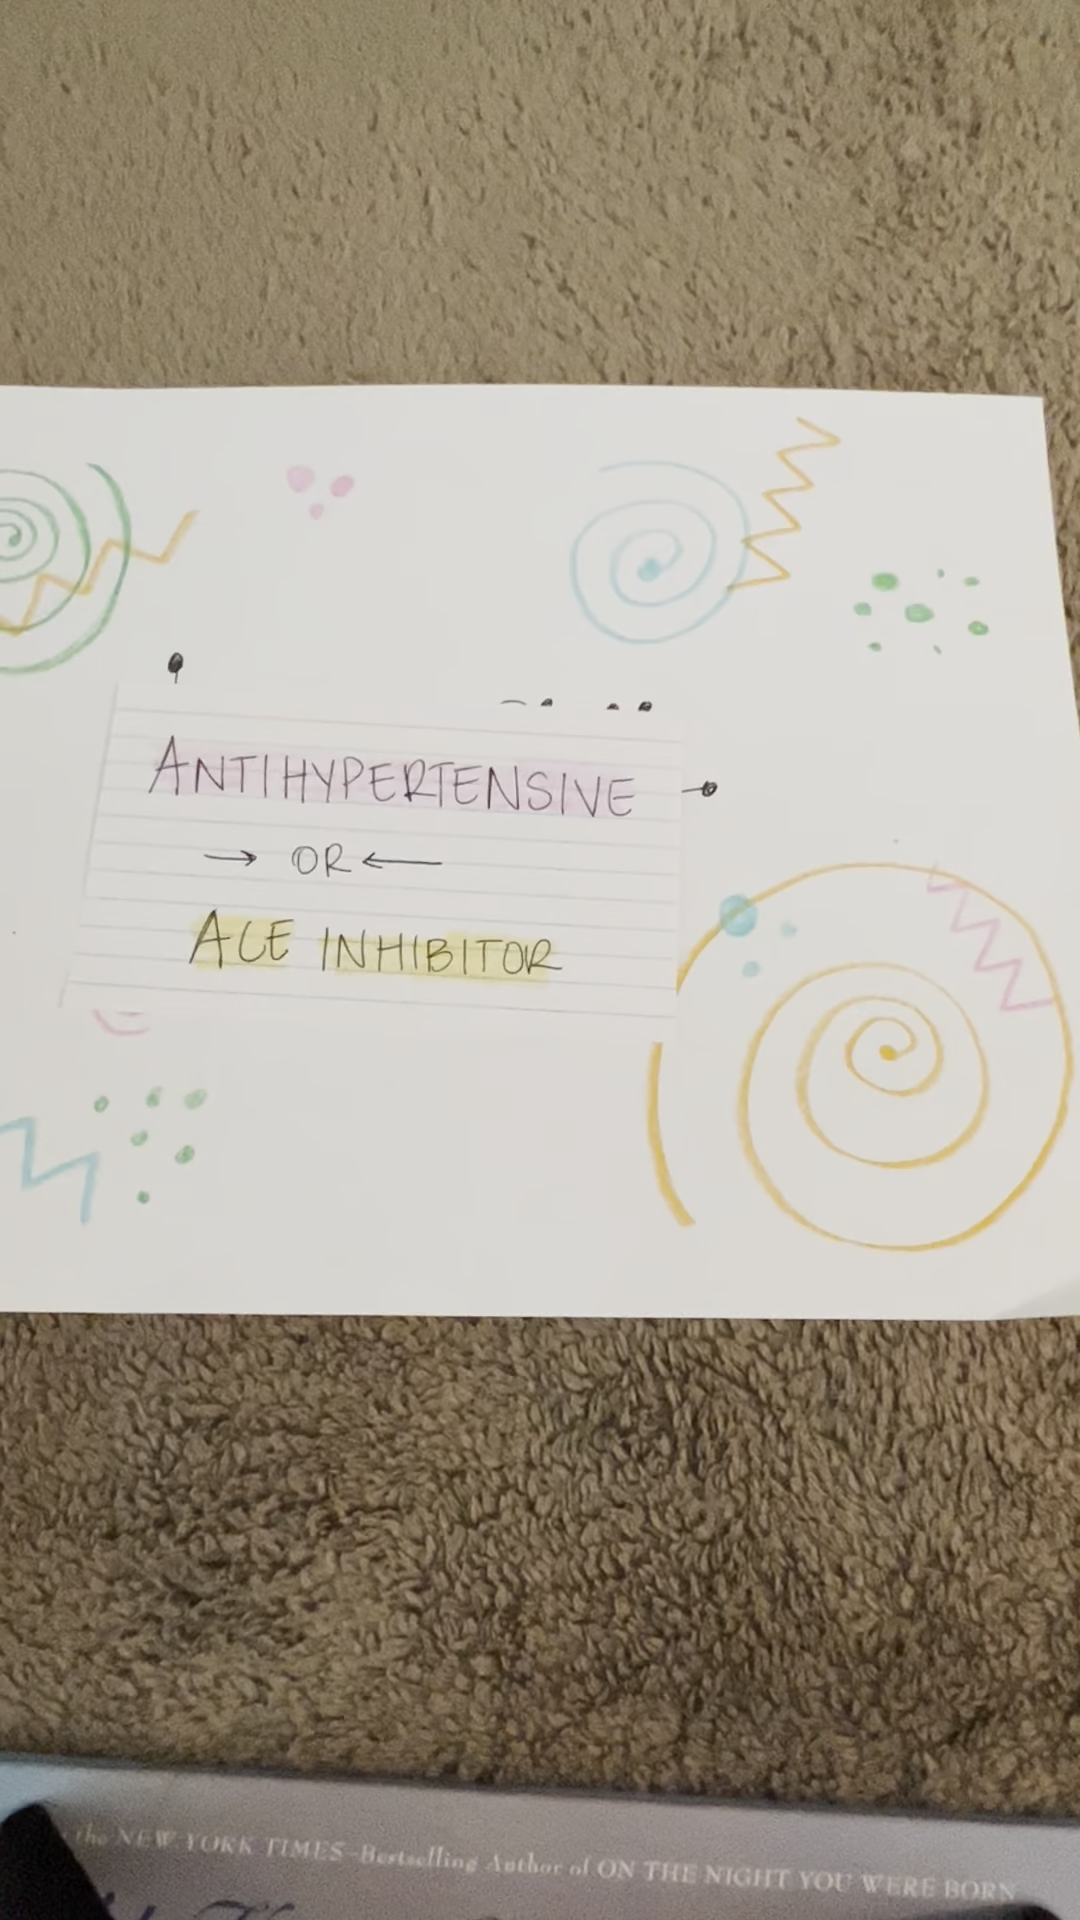 ANTIHYPERTENSIVE
→ OR ←
ACE INHIBITOR
the NEW YORK TIMES-Bestselling Author of ON THE NIGHT YOU WERE BORN